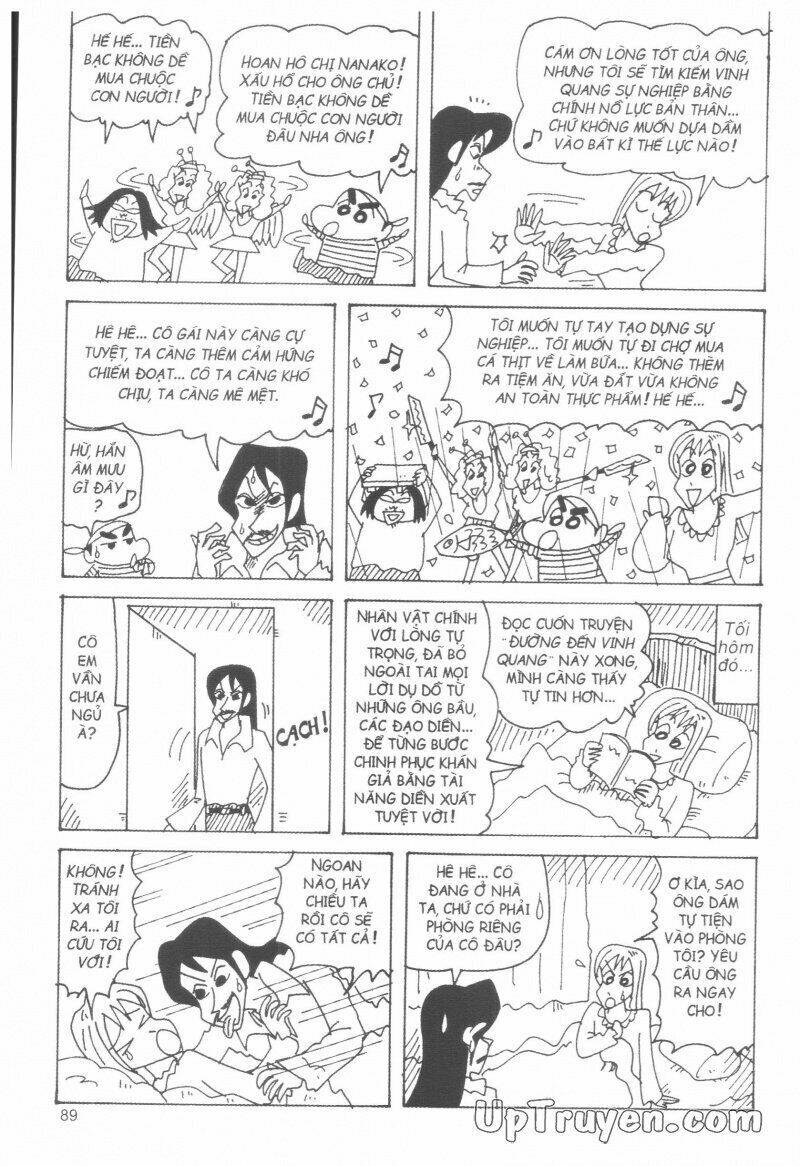 CÁM ƠN LÒNG TỐT CỦA ÔNG,
NHƯNG TÔI SẼ TÌM KIẾM VINH
QUANG SỰ NGHIỆP BẰNG
CHÍNH NỖ LỰC BẢN THÂN...
CHỨ KHÔNG MUỐN DỰA DẪM
VÀO BẤT KÌ THẾ LỰC NÀO!
HOAN HÔ CHỊ NANAKO!
XẤU HỔ CHO ÔNG CHỦ!
TIỀN BẠC KHÔNG DỄ
MUA CHUỘC CON NGƯỜI
ĐÂU NHA ÔNG!
HẾ HẾ... TIỀN
BẠC KHÔNG DỄ
MUA CHUỘC
CON NGƯỜI!
TÔI MUỐN TỰ TAY TẠO DỰNG SỰ
NGHIỆP... TÔI MUỐN TỰ ĐI CHỢ MUA
CÁ THỊT VỀ LÀM BỮA... KHÔNG THÈM
RA TIỆM ĂN, VỪA ĐẮT VỪA KHÔNG
AN TOÀN THỰC PHẨM! HẾ HẾ...
HÊ HÊ... CÔ GÁI NÀY CÀNG CỰ
TUYỆT, TA CÀNG THÊM CẢM HỨNG
CHIẾM ĐOẠT... CÔ TA CÀNG KHÓ
CHỊU, TA CÀNG MÊ MỆT.
HỪ, HẮN
ÂM MƯU
GÌ ĐÂY
?
Tối
hôm
đó...
ĐỌC CUỐN TRUYỆN
"ĐƯỜNG ĐẾN VINH
QUANG" NÀY XONG,
MÌNH CÀNG THẤY
TỰ TIN HƠN...
NHÂN VẬT CHÍNH
VỚI LÒNG TỰ
TRỌNG, ĐÃ BỎ
NGOÀI TAI MỌI
LỜI DỤ DỖ TỪ
NHỮNG ÔNG BẦU,
CÁC ĐẠO DIỄN...
ĐỂ TỪNG BƯỚC
CHINH PHỤC KHÁN
GIẢ BẰNG TÀI
NĂNG DIỄN XUẤT
TUYỆT VỜI!
CẠCH!
CÔ
EM
VẪN
CHƯA
NGỦ
À?
Ơ KÌA, SAO
ÔNG DÁM
TỰ TIỆN
VÀO PHÒNG
TÔI? YÊU
CẦU ÔNG
RA NGAY
CHO!
HÊ HÊ... CÔ
ĐANG Ở NHÀ
TA, CHỨ CÓ PHẢI
PHÒNG RIÊNG
CỦA CÔ ĐÂU?
NGOAN
NÀO, HÃY
CHIỀU TA
RỒI CÔ SẼ
CÓ TẤT CẢ!
KHÔNG!
TRÁNH
XA TÔI
RA... AI
CỨU TÔI
VỚI!
89
UpTruyen.com